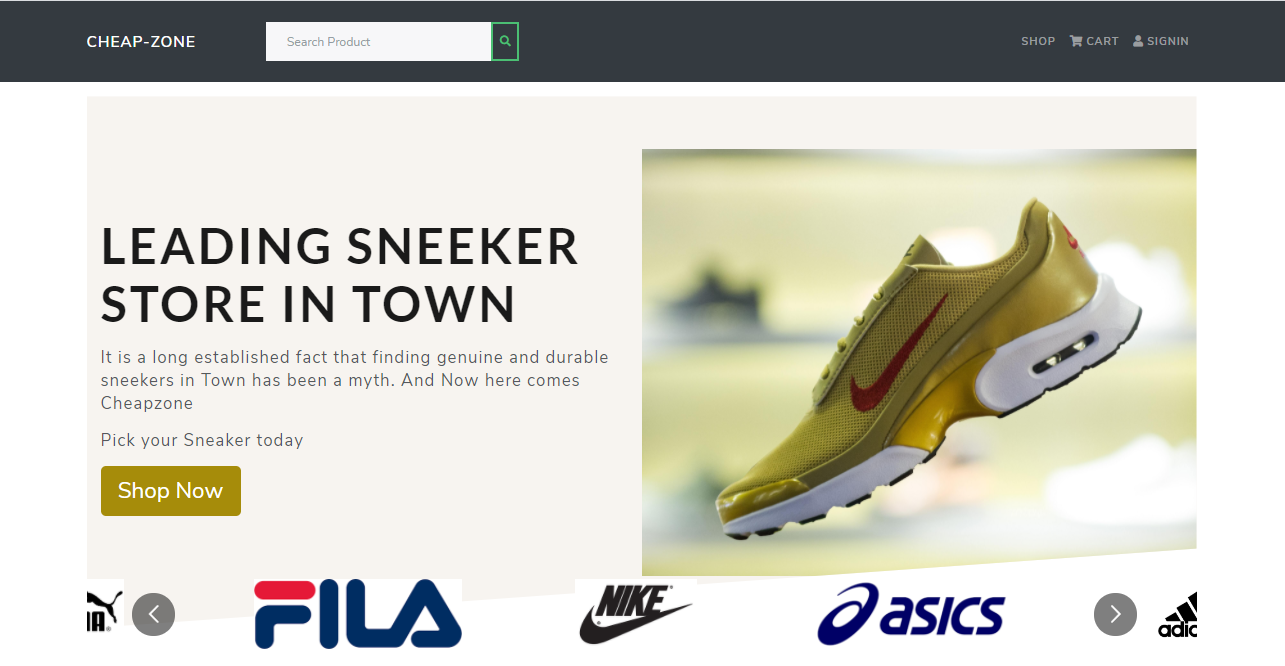 CHEAP-ZONE
Search Product
SHOP
CART
SIGNIN
LEADING SNEEKER
STORE IN TOWN
It is a long established fact that finding genuine and durable
sneekers in Town has been a myth. And Now here comes
Cheapzone
Pick your Sneaker today
Shop Now
FILA
NIKE
asics